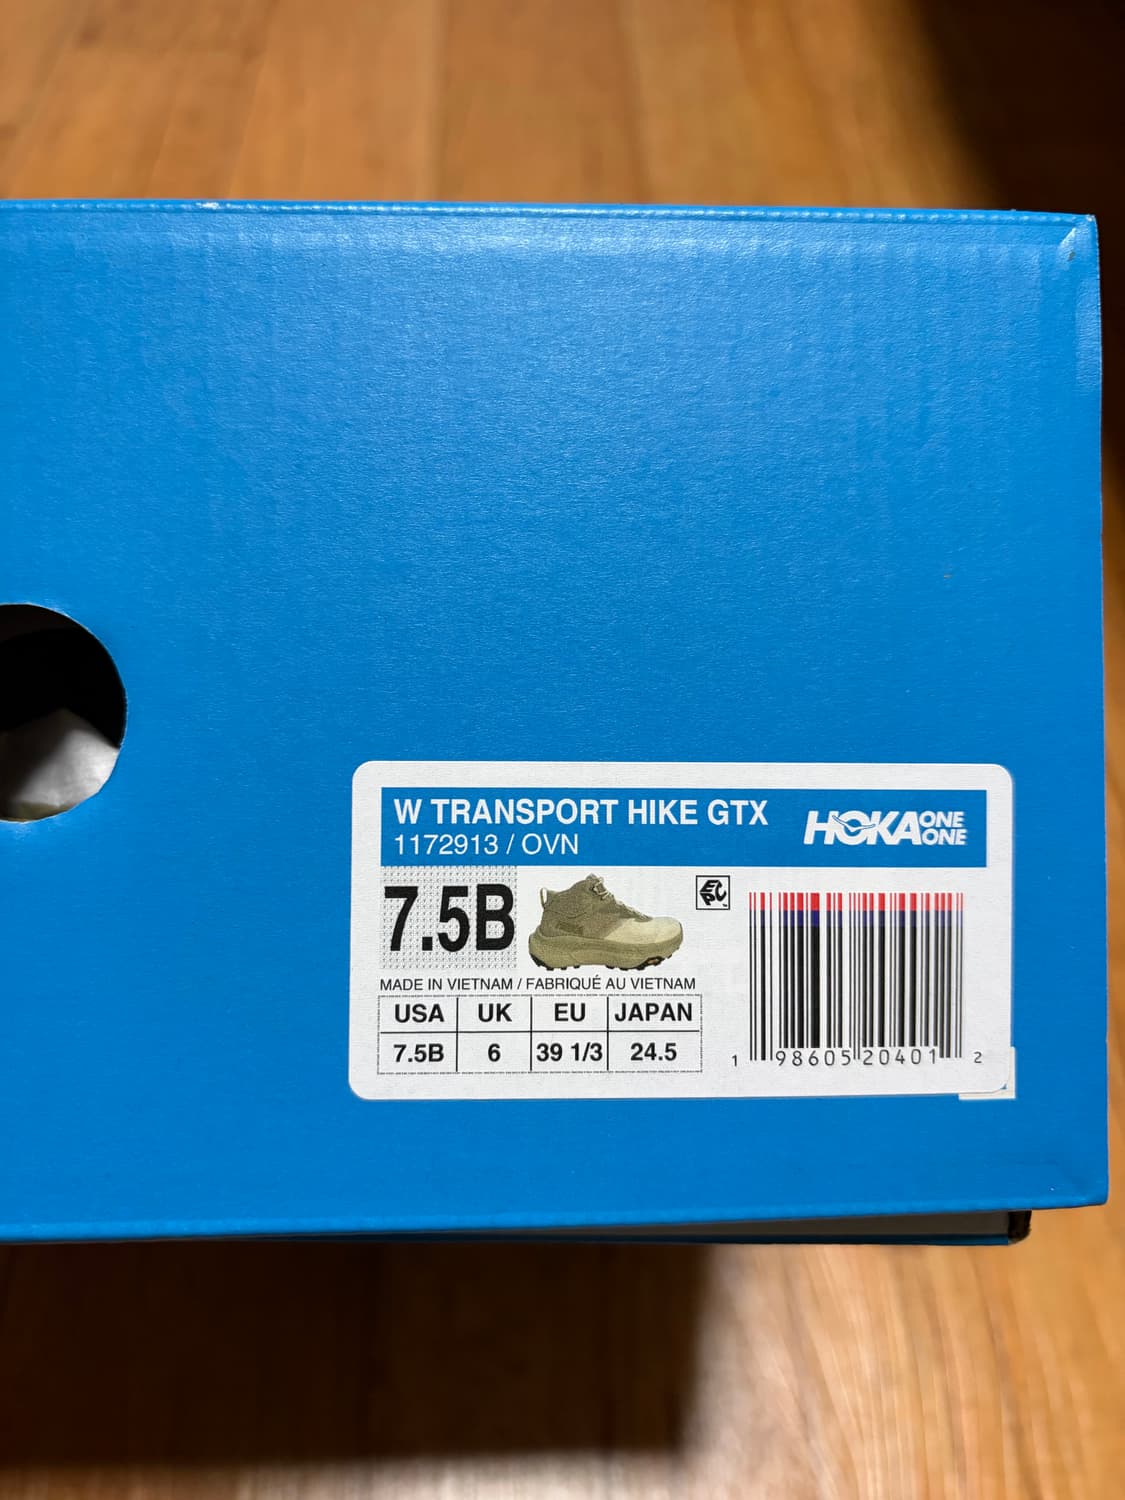 W TRANSPORT HIKE GTX
1172913 / OVN
HOKA ONE ONE
7.5B
EPC
MADE IN VIETNAM / FABRIQUÉ AU VIETNAM
USA UK EU JAPAN
7.5B 6 39 1/3 24.5
1 98605 20401 2